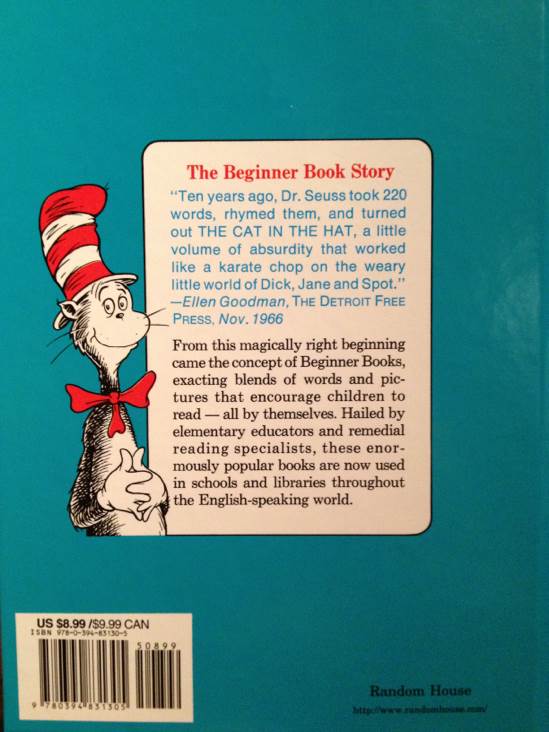 The Beginner Book Story
"Ten years ago, Dr. Seuss took 220
words, rhymed them, and turned
out THE CAT IN THE HAT, a little
volume of absurdity that worked
like a karate chop on the weary
little world of Dick, Jane and Spot."
—Ellen Goodman, THE DETROIT FREE
PRESS, Nov. 1966
From this magically right beginning
came the concept of Beginner Books,
exacting blends of words and pic-
tures that encourage children to
read — all by themselves. Hailed by
elementary educators and remedial
reading specialists, these enor-
mously popular books are now used
in schools and libraries throughout
the English-speaking world.
US $8.99 /$9.99 CAN
ISBN 978-0-394-83130-5
50899
9 780394 831305
Random House
http://www.randomhouse.com/